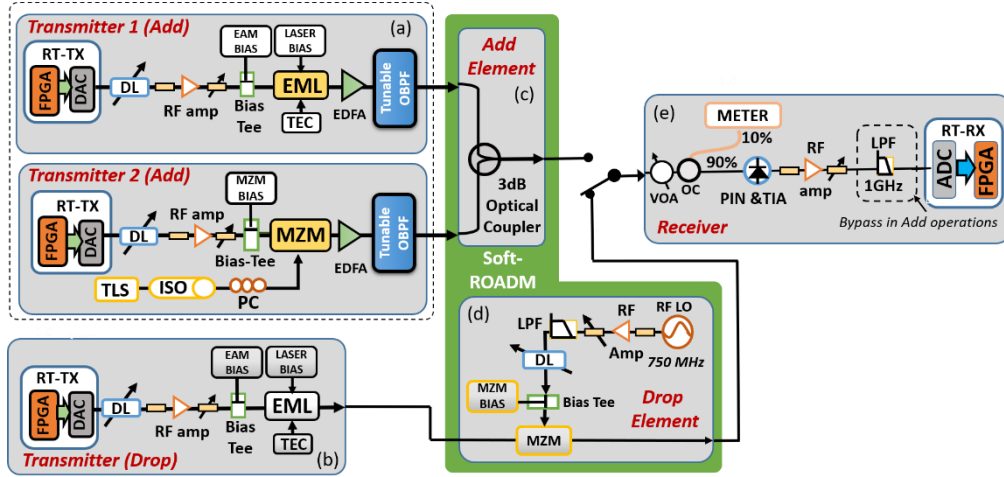 Transmitter 1 (Add)
(a)
RT-TX
FPGA
DAC
DL
RF amp
EAM
BIAS
Bias
Tee
LASER
BIAS
EML
TEC
EDFA
Tunable
OBPF
Transmitter 2 (Add)
RT-TX
FPGA
DAC
DL
RF amp
MZM
BIAS
Bias-Tee
MZM
EDFA
Tunable
OBPF
TLS
ISO
PC
RT-TX
FPGA
DAC
DL
RF amp
EAM
BIAS
Bias
Tee
LASER
BIAS
EML
TEC
Transmitter (Drop)
(b)
Add
Element
(c)
3dB
Optical
Coupler
Soft-
ROADM
(d)
LPF
RF
Amp
RF LO
750 MHz
DL
MZM
BIAS
Bias Tee
MZM
Drop
Element
(e)
METER
10%
90%
VOA
OC
PIN &TIA
RF
amp
LPF
1GHz
RT-RX
ADC
FPGA
Bypass in Add operations
Receiver